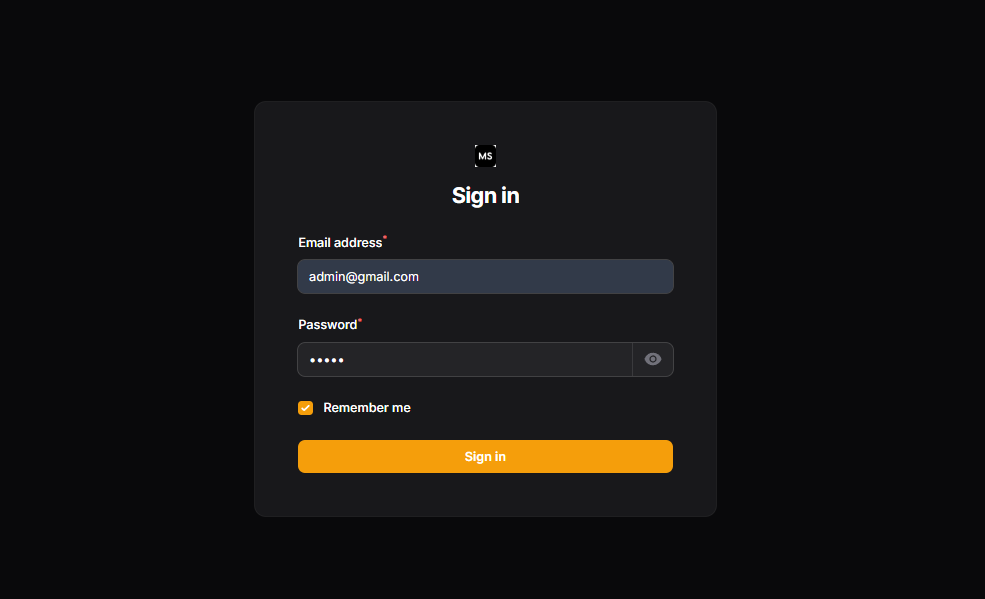 MS
Sign in
Email address*
admin@gmail.com
Password*
•••••
Remember me
Sign in